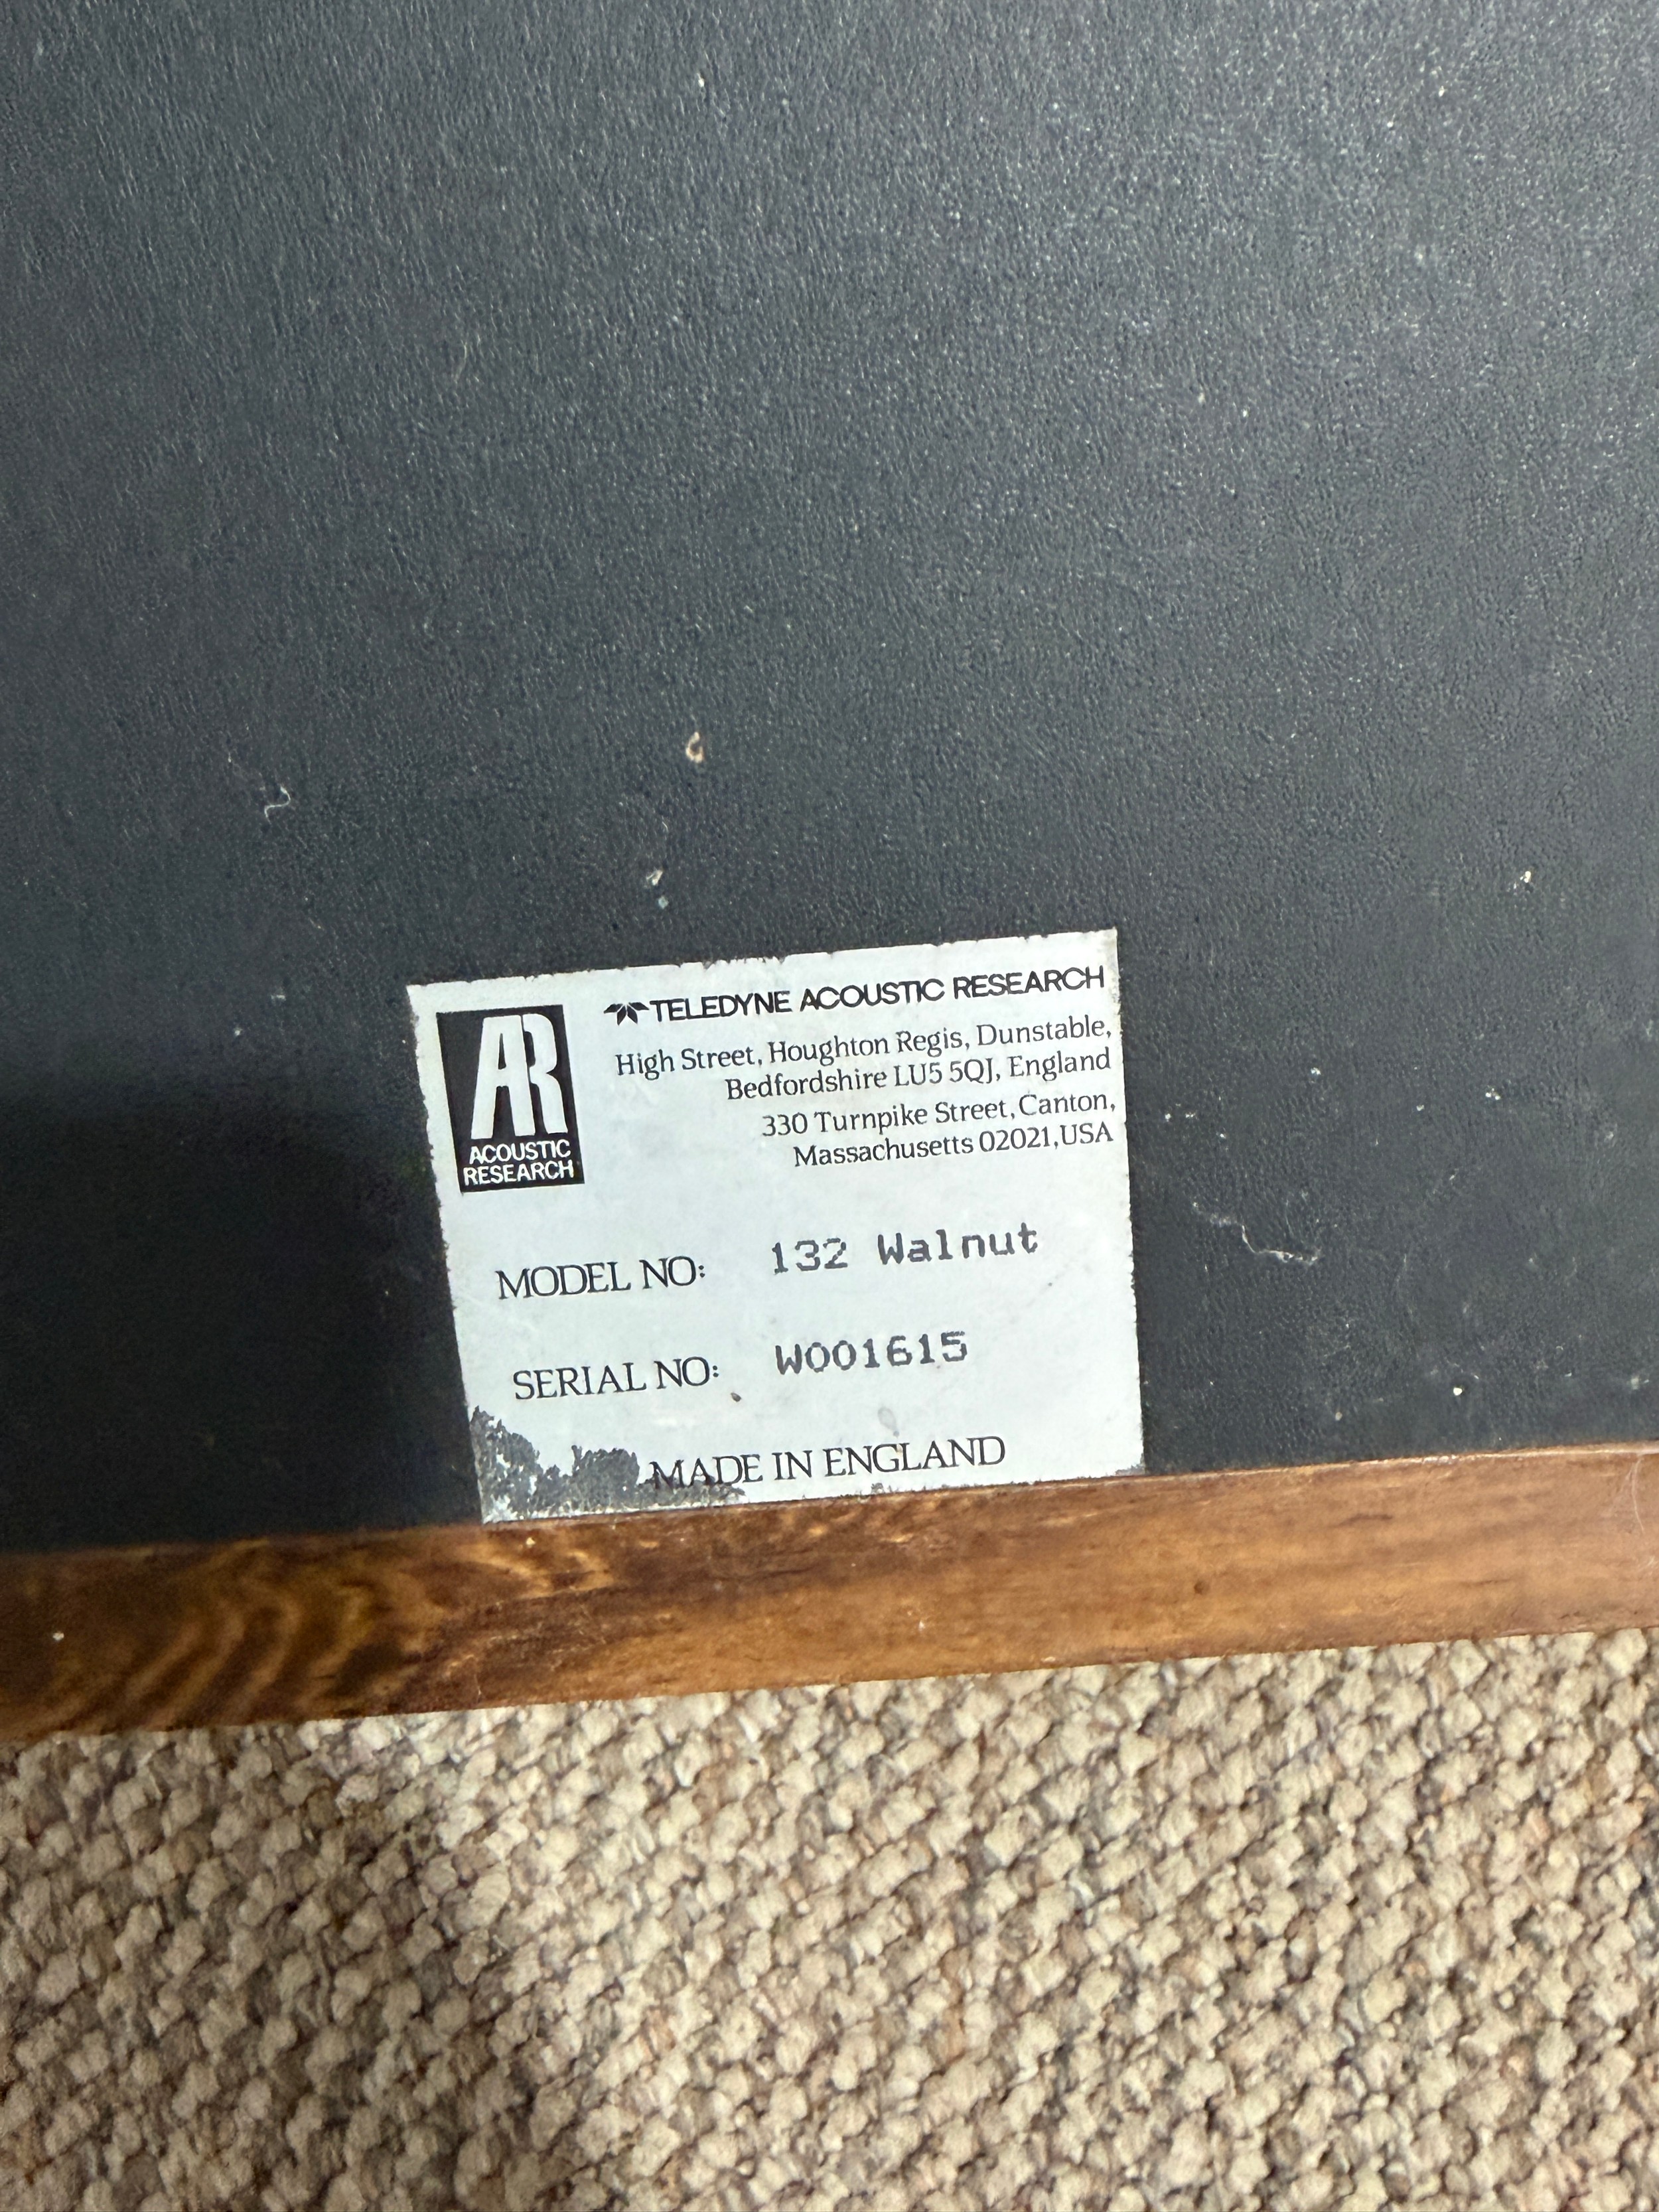 AR
ACOUSTIC
RESEARCH
TELEDYNE ACOUSTIC RESEARCH
High Street, Houghton Regis, Dunstable,
Bedfordshire LU5 5QJ, England
330 Turnpike Street, Canton,
Massachusetts 02021, USA
MODEL NO: 132 Walnut
SERIAL NO: W001615
MADE IN ENGLAND